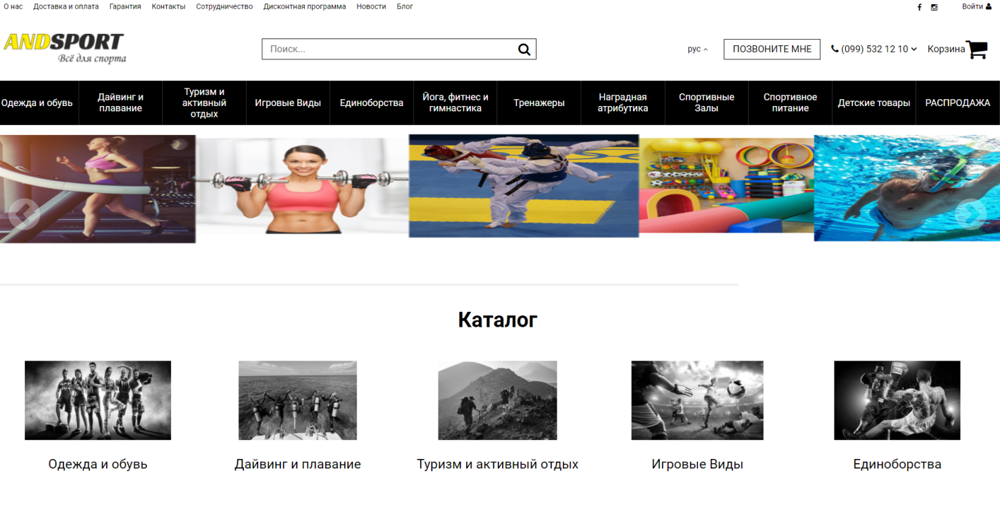 О нас Доставка и оплата Гарантия Контакты Сотрудничество Дисконтная программа Новости Блог Войти
ANDSPORT
Всё для спорта
Поиск...
рус
ПОЗВОНИТЕ МНЕ
(099) 532 12 10
Корзина
Одежда и обувь
Дайвинг и
плавание
Туризм и
активный
отдых
Игровые Виды
Единоборства
Йога, фитнес и
гимнастика
Тренажеры
Наградная
атрибутика
Спортивные
Залы
Спортивное
питание
Детские товары
РАСПРОДАЖА
Каталог
Одежда и обувь
Дайвинг и плавание
Туризм и активный отдых
Игровые Виды
Единоборства